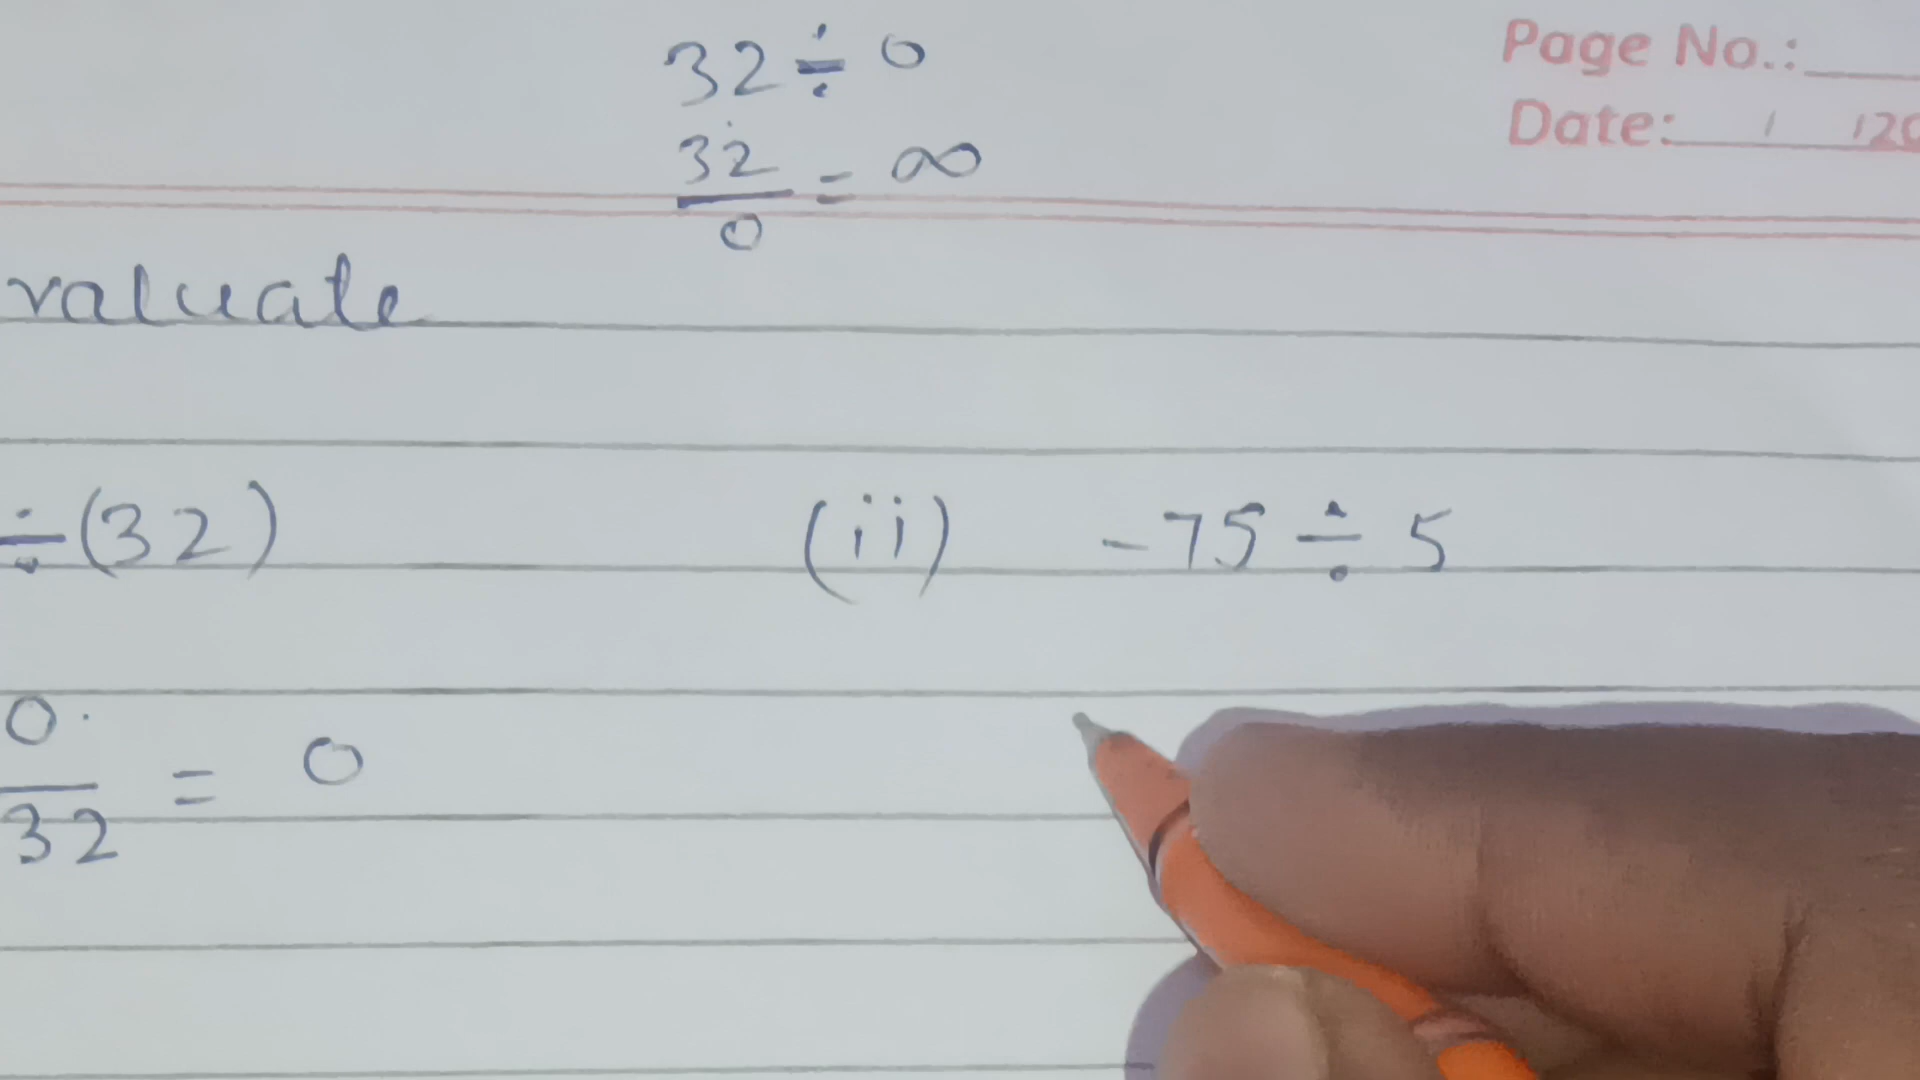 32 ÷ 0
Page No.:
Date: / /20
32/0 = ∞
valuate
÷(32)
(ii) -75 ÷ 5
0/32 = 0